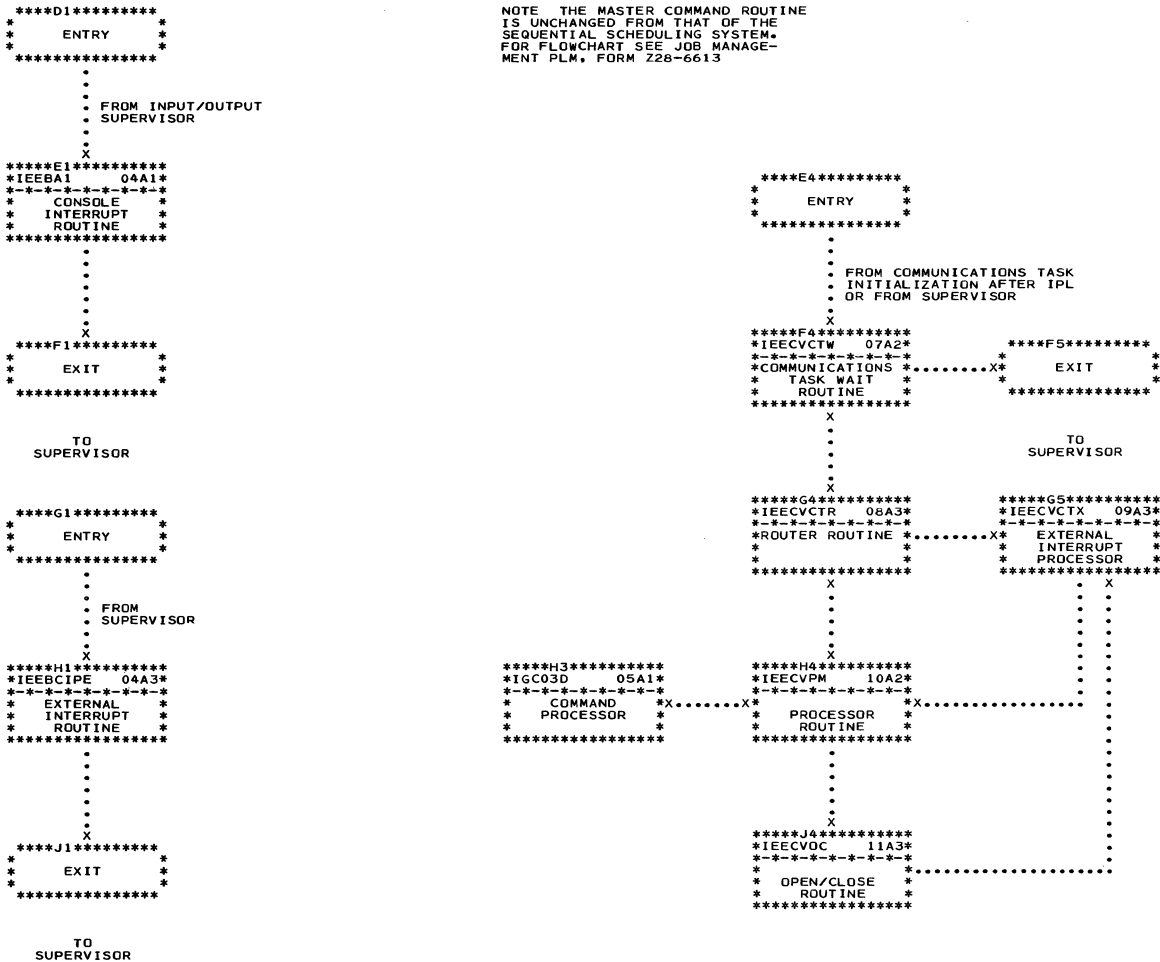 ****D1*********
ENTRY
***************
FROM INPUT/OUTPUT
SUPERVISOR
*****E1**********
*IEEBA1 04A1*
*-*-*-*-*-*-*-*-*
* CONSOLE *
* INTERRUPT *
* ROUTINE *
*****************
****F1*********
EXIT
***************
TO
SUPERVISOR
****G1*********
ENTRY
***************
FROM
SUPERVISOR
*****H1**********
*IEEBCIPE 04A3*
*-*-*-*-*-*-*-*-*
* EXTERNAL *
* INTERRUPT *
* ROUTINE *
*****************
****J1*********
EXIT
***************
TO
SUPERVISOR
NOTE THE MASTER COMMAND ROUTINE
IS UNCHANGED FROM THAT OF THE
SEQUENTIAL SCHEDULING SYSTEM.
FOR FLOWCHART SEE JOB MANAGE-
MENT PLM, FORM Z28-6613
****E4*********
ENTRY
***************
FROM COMMUNICATIONS TASK
INITIALIZATION AFTER IPL
OR FROM SUPERVISOR
*****F4**********
*IEECVCTW 07A2*
*-*-*-*-*-*-*-*-*
*COMMUNICATIONS *
* TASK WAIT *
* ROUTINE *
*****************
****F5*********
EXIT
***************
TO
SUPERVISOR
*****G4**********
*IEECVCTR 08A3*
*-*-*-*-*-*-*-*-*
*ROUTER ROUTINE *
*****************
*****G5**********
*IEECVCTX 09A3*
*-*-*-*-*-*-*-*-*
* EXTERNAL *
* INTERRUPT *
* PROCESSOR *
*****************
*****H3**********
*IGC03D 05A1*
*-*-*-*-*-*-*-*-*
* COMMAND *
* PROCESSOR *
*****************
*****H4**********
*IEECVPM 10A2*
*-*-*-*-*-*-*-*-*
* PROCESSOR *
* ROUTINE *
*****************
*****J4**********
*IEECVOC 11A3*
*-*-*-*-*-*-*-*-*
* OPEN/CLOSE *
* ROUTINE *
*****************